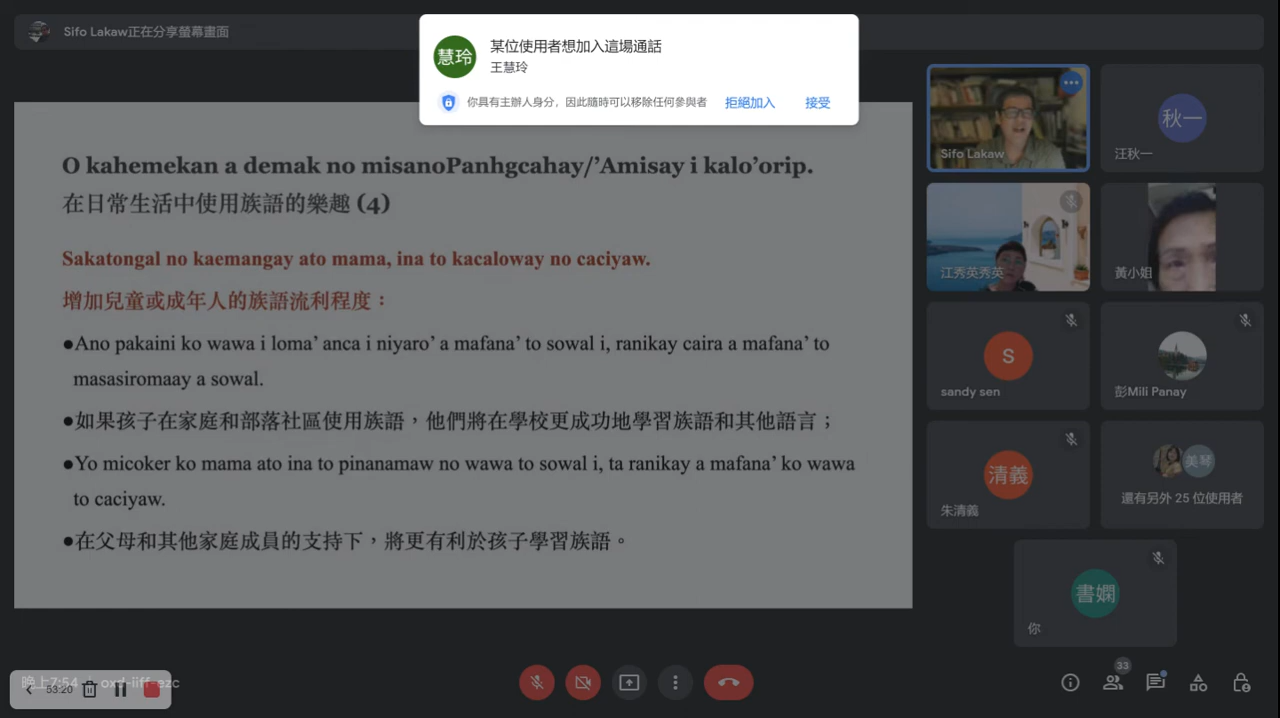 Sifo Lakaw正在分享螢幕畫面
慧玲
某位使用者想加入這場通話
王慧玲
你具有主辦人身分，因此隨時可以移除任何參與者
拒絕加入
接受
O kahemekan a demak no misanoPanhgcahay/’Amisay i kalo’orip.
在日常生活中使用族語的樂趣 (4)
Sakatongal no kaemangay ato mama, ina to kacaloway no caciyaw.
增加兒童或成年人的族語流利程度：
●Ano pakaini ko wawa i loma’ anca i niyaro’ a mafana’ to sowal i, ranikay caira a mafana’ to
masasiromaay a sowal.
●如果孩子在家庭和部落社區使用族語，他們將在學校更成功地學習族語和其他語言；
●Yo micoker ko mama ato ina to pinanamaw no wawa to sowal i, ta ranikay a mafana’ ko wawa
to caciyaw.
●在父母和其他家庭成員的支持下，將更有利於孩子學習族語。
Sifo Lakaw
秋一
汪秋一
江秀英秀英
黃小姐
S
sandy sen
彭Mili Panay
清義
朱清義
美琴
還有另外 25 位使用者
書嫻
你
晚上7:54
oxd-iiff-ezc
53:20
33